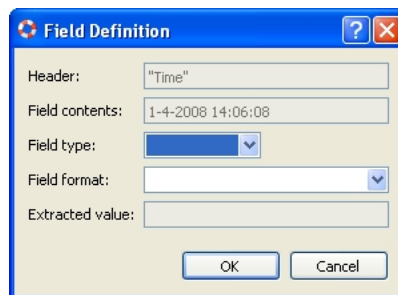 Field Definition
Header: "Time"
Field contents: 1-4-2008 14:06:08
Field type:
Field format:
Extracted value:
OK Cancel